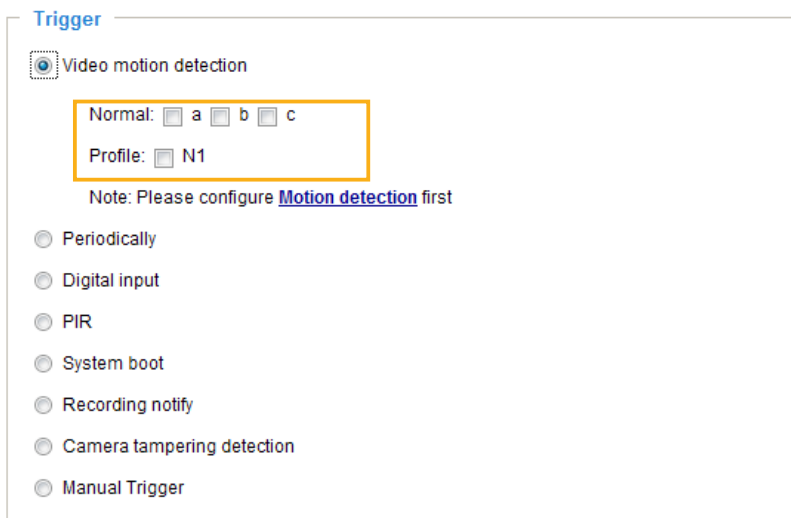 Trigger
Video motion detection
Normal: a b c
Profile: N1
Note: Please configure Motion detection first
Periodically
Digital input
PIR
System boot
Recording notify
Camera tampering detection
Manual Trigger